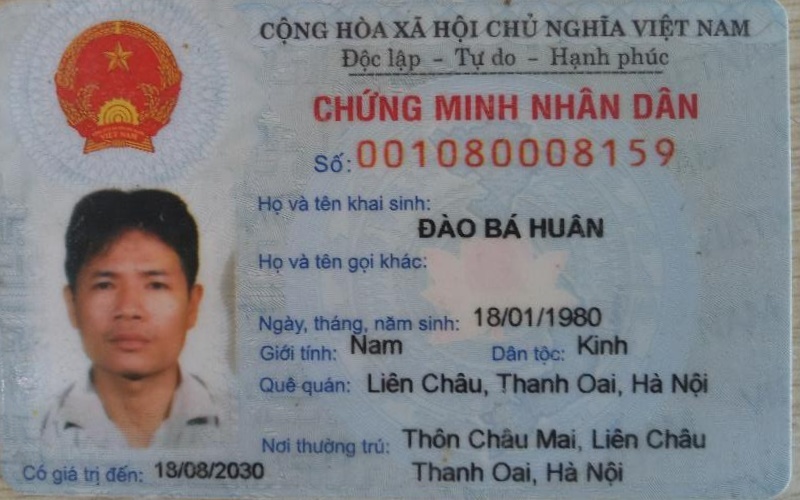 CỘNG HÒA XÃ HỘI CHỦ NGHĨA VIỆT NAM
Độc lập - Tự do - Hạnh phúc
CHỨNG MINH NHÂN DÂN
Số: 001080008159
Họ và tên khai sinh:
ĐÀO BÁ HUÂN
Họ và tên gọi khác:
Ngày, tháng, năm sinh: 18/01/1980
Giới tính: Nam Dân tộc: Kinh
Quê quán: Liên Châu, Thanh Oai, Hà Nội
Nơi thường trú: Thôn Châu Mai, Liên Châu
Thanh Oai, Hà Nội
Có giá trị đến: 18/08/2030
VIỆT NAM